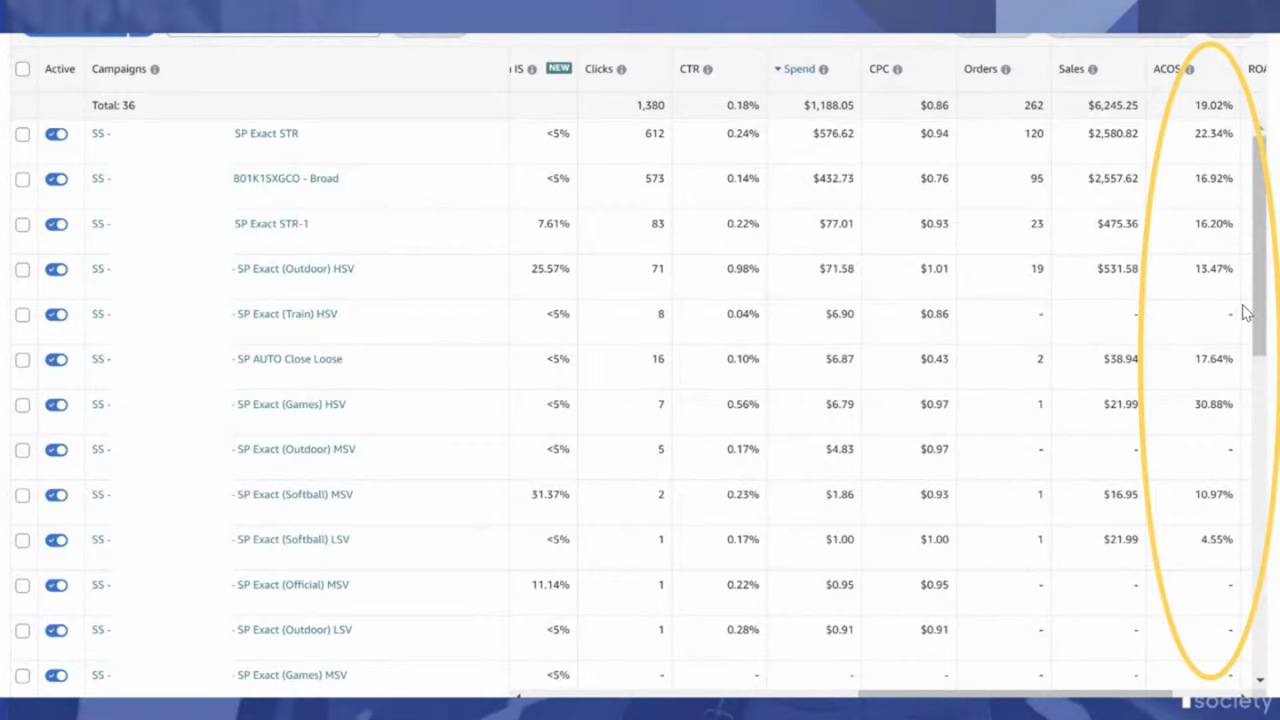 Active Campaigns IS NEW Clicks CTR Spend CPC Orders Sales ACOS ROA
Total: 36 1,380 0.18% $1,188.05 $0.86 262 $6,245.25 19.02%
SS - SP Exact STR <5% 612 0.24% $576.62 $0.94 120 $2,580.82 22.34%
SS - B01K1SXGCO - Broad <5% 573 0.14% $432.73 $0.76 95 $2,557.62 16.92%
SS - SP Exact STR-1 7.61% 83 0.22% $77.01 $0.93 23 $475.36 16.20%
SS - - SP Exact (Outdoor) HSV 25.57% 71 0.98% $71.58 $1.01 19 $531.58 13.47%
SS - - SP Exact (Train) HSV <5% 8 0.04% $6.90 $0.86 - - -
SS - - SP AUTO Close Loose <5% 16 0.10% $6.87 $0.43 2 $38.94 17.64%
SS - - SP Exact (Games) HSV <5% 7 0.56% $6.79 $0.97 1 $21.99 30.88%
SS - - SP Exact (Outdoor) MSV <5% 5 0.17% $4.83 $0.97 - - -
SS - - SP Exact (Softball) MSV 31.37% 2 0.23% $1.86 $0.93 1 $16.95 10.97%
SS - - SP Exact (Softball) LSV <5% 1 0.17% $1.00 $1.00 1 $21.99 4.55%
SS - - SP Exact (Official) MSV 11.14% 1 0.22% $0.95 $0.95 - - -
SS - - SP Exact (Outdoor) LSV <5% 1 0.28% $0.91 $0.91 - - -
SS - - SP Exact (Games) MSV <5% - - - - - - -
society